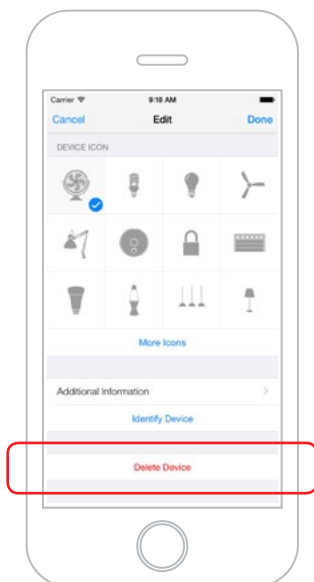 Carrier 9:18 AM
Cancel Edit Done
DEVICE ICON
More Icons
Additional Information
Identify Device
Delete Device